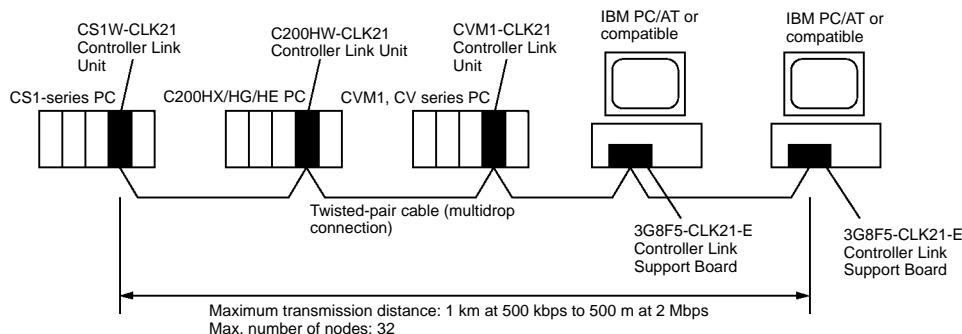 CS1W-CLK21
Controller Link
Unit
C200HW-CLK21
Controller Link Unit
CVM1-CLK21
Controller Link
Unit
IBM PC/AT or
compatible
IBM PC/AT or
compatible
CS1-series PC
C200HX/HG/HE PC
CVM1, CV series PC
Twisted-pair cable (multidrop
connection)
3G8F5-CLK21-E
Controller Link
Support Board
3G8F5-CLK21-E
Controller Link
Support Board
Maximum transmission distance: 1 km at 500 kbps to 500 m at 2 Mbps
Max. number of nodes: 32